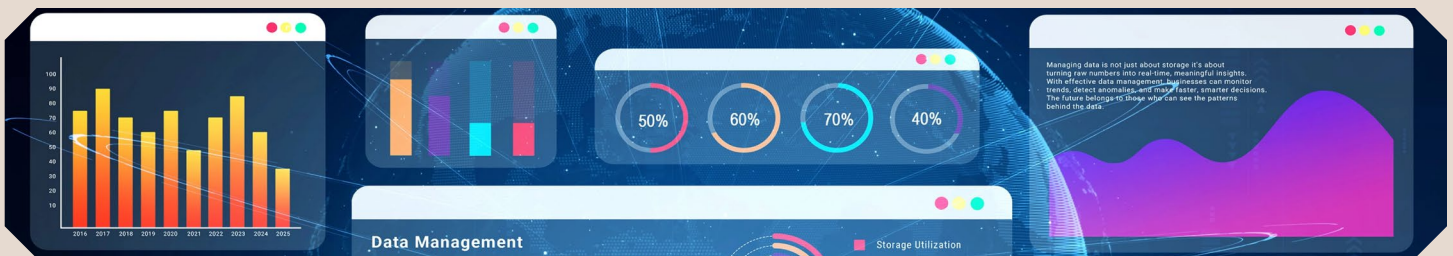 100
90
80
70
60
50
40
30
20
10
2016 2017 2018 2019 2020 2021 2022 2023 2024 2025
50%
60%
70%
40%
Managing data is not just about storage it's about
turning raw numbers into real-time, meaningful insights.
With effective data management, businesses can monitor
trends, detect anomalies, and make faster, smarter decisions.
The future belongs to those who can see the patterns
behind the data.
Data Management
Storage Utilization